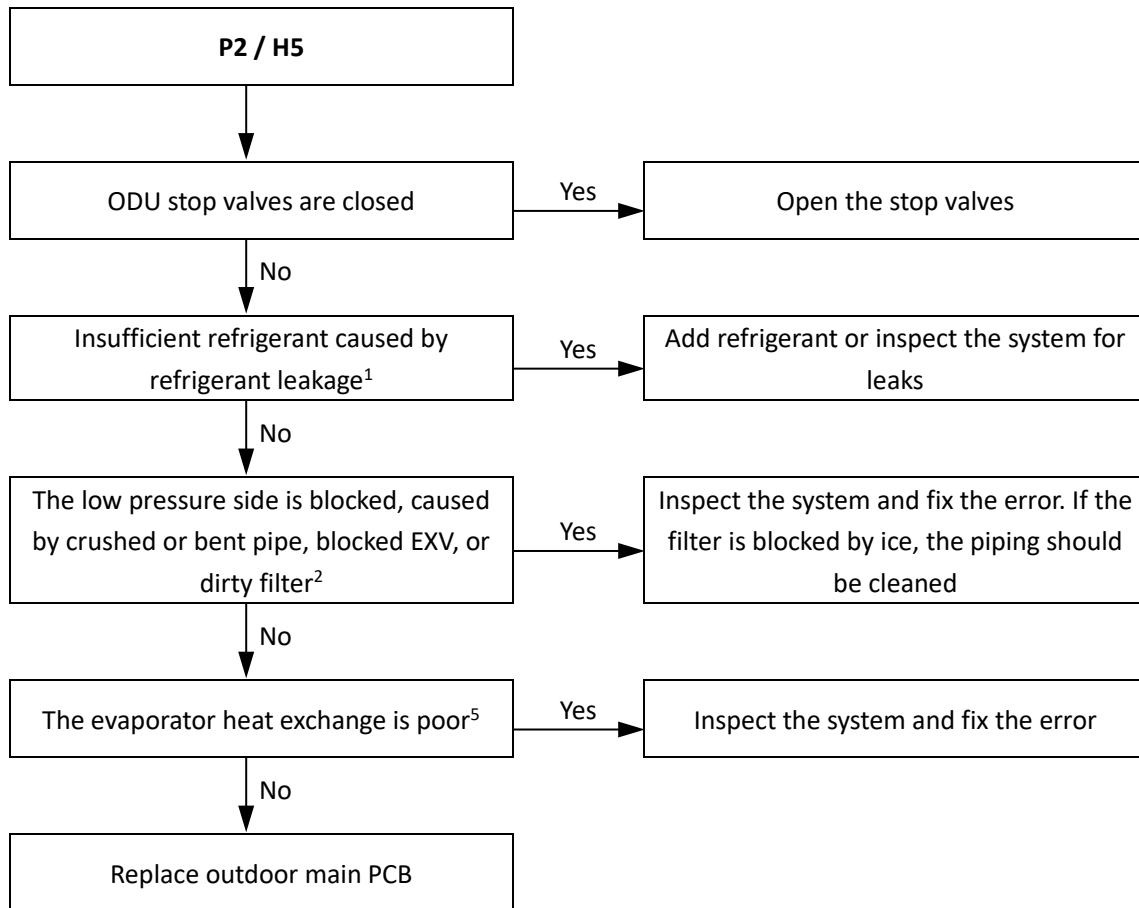 P2 / H5
ODU stop valves are closed
Yes
Open the stop valves
No
Insufficient refrigerant caused by
refrigerant leakage¹
Yes
Add refrigerant or inspect the system for
leaks
No
The low pressure side is blocked, caused
by crushed or bent pipe, blocked EXV, or
dirty filter²
Yes
Inspect the system and fix the error. If the
filter is blocked by ice, the piping should
be cleaned
No
The evaporator heat exchange is poor⁵
Yes
Inspect the system and fix the error
No
Replace outdoor main PCB